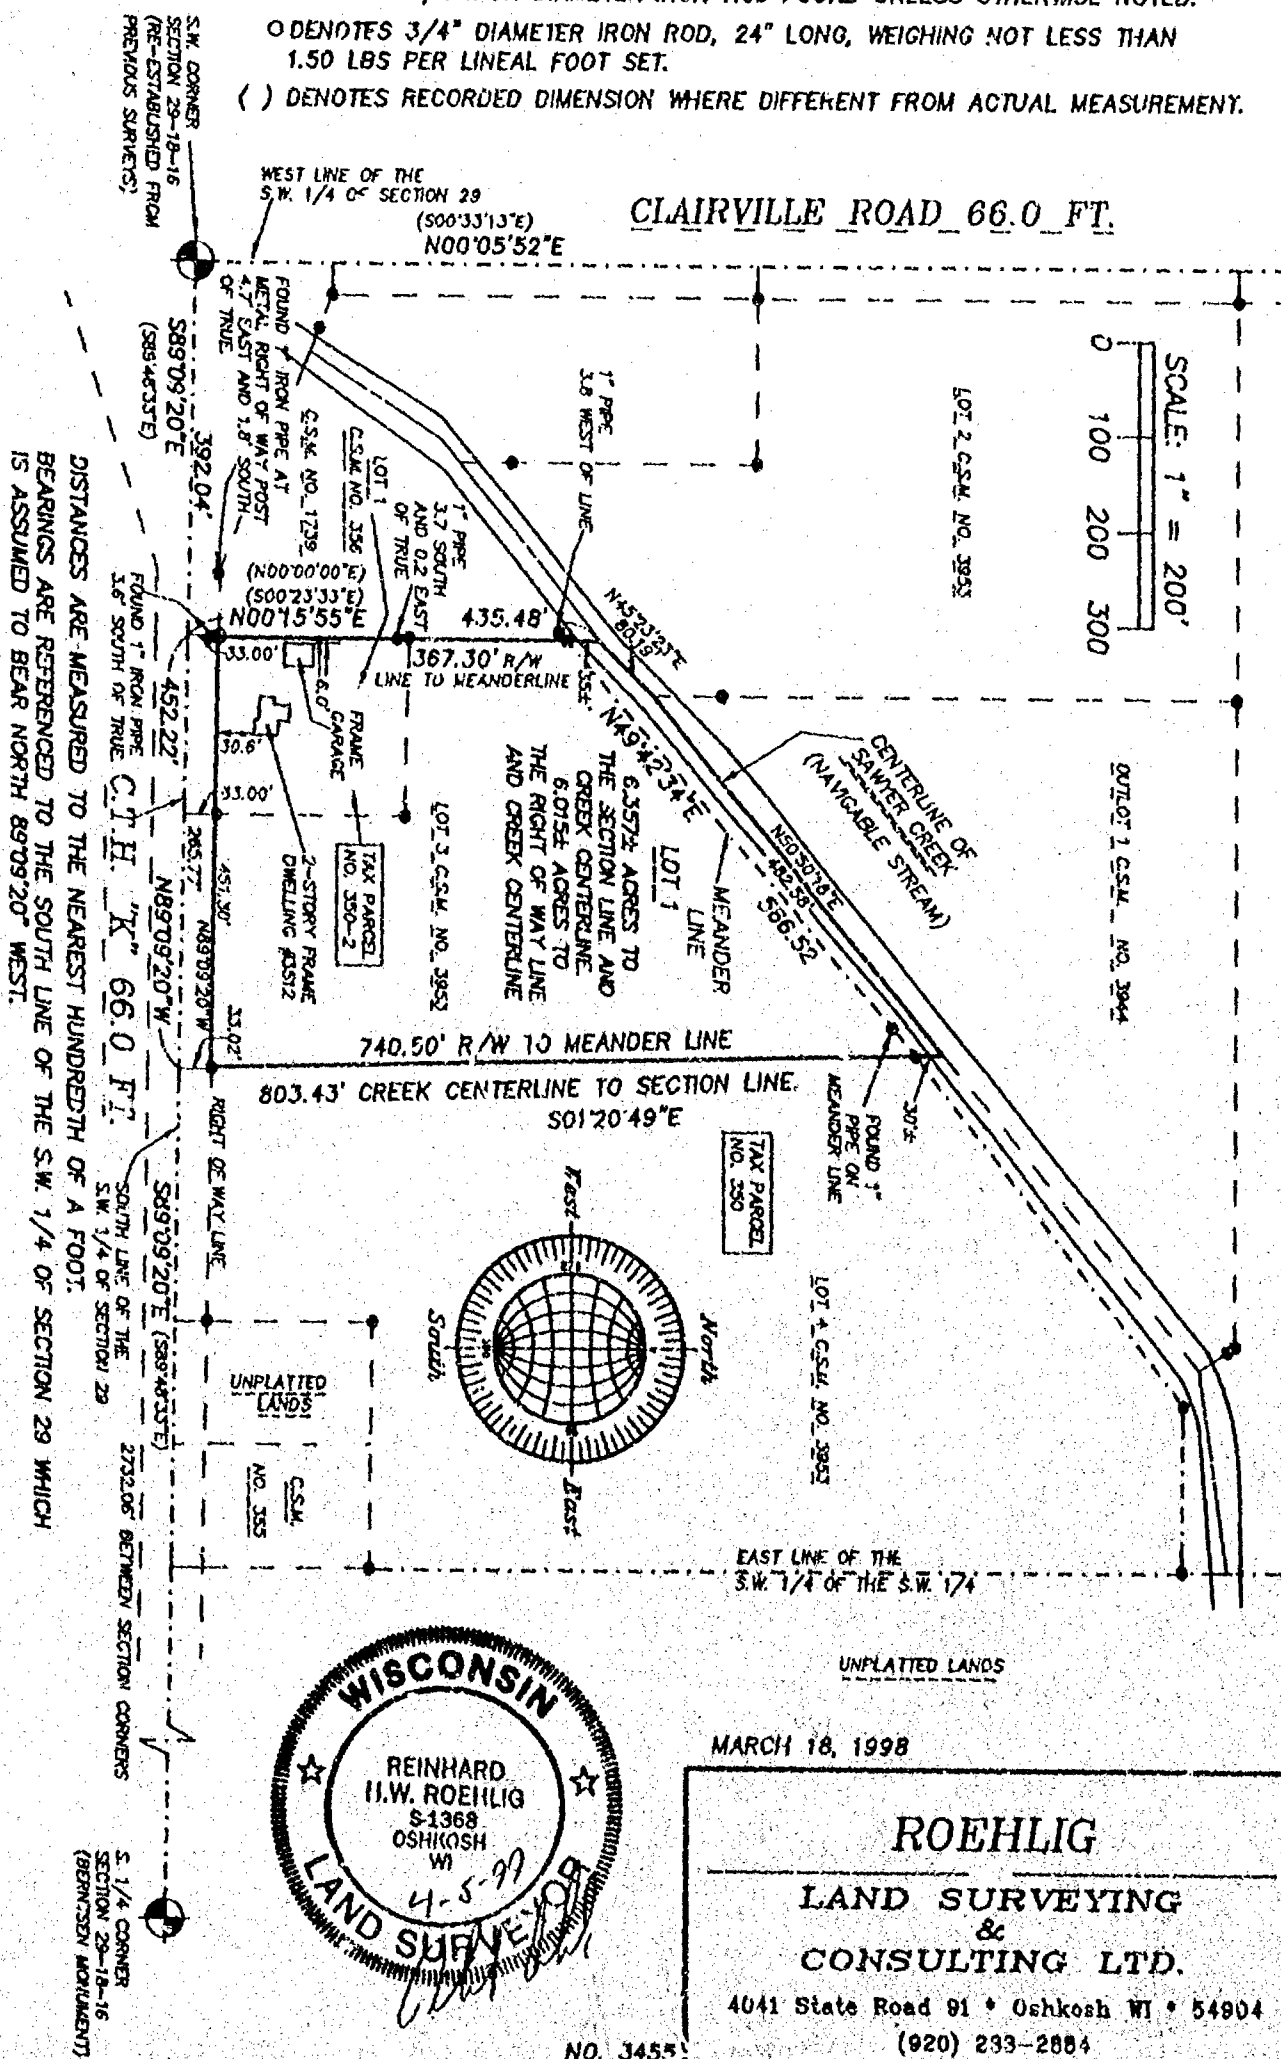 O DENOTES 3/4" DIAMETER IRON ROD, 24" LONG, WEIGHING NOT LESS THAN
1.50 LBS PER LINEAL FOOT SET.
( ) DENOTES RECORDED DIMENSION WHERE DIFFERENT FROM ACTUAL MEASUREMENT.
S.W. CORNER
SECTION 29-18-16
(RE-ESTABLISHED FROM
PREVIOUS SURVEYS)
WEST LINE OF THE
S.W. 1/4 OF SECTION 29
(S00°33'13"E)
N00°05'52"E
CLAIRVILLE ROAD 66.0 FT.
SCALE: 1" = 200'
0 100 200 300
LOT 2 C.S.M. NO. 3953
1" PIPE
3.8 WEST OF LINE
FOUND 1" IRON PIPE AT
METAL RIGHT OF WAY POST
4.7' EAST AND 1.8' SOUTH
OF TRUE
C.S.M. NO. 1739
LOT 1
C.S.M. NO. 356
1" PIPE
3.7 SOUTH
AND 0.2 EAST
OF TRUE
S89°09'20"E 392.04'
(N00°00'00"E)
(S00°23'33"E)
N00°15'55"E
435.48'
367.30' R/W
LINE TO MEANDERLINE
N45°23'23"E
80.19'
35±
N49°42'34"E
566.52
N50°50'18"E
482.38'
CENTERLINE OF
SAWYER CREEK
(NAVIGABLE STREAM)
OUTLOT 1 C.S.M. NO. 3944
FOUND 1" IRON PIPE
3.6' SOUTH OF TRUE
33.00'
6.0'
FRAME
GARAGE
30.6'
33.00'
2-STORY FRAME
DWELLING #3512
TAX PARCEL
NO. 350-2
LOT 3 C.S.M. NO. 3953
6.357± ACRES TO
THE SECTION LINE AND
CREEK CENTERLINE.
6.015± ACRES TO
THE RIGHT OF WAY LINE
AND CREEK CENTERLINE
LOT 1
MEANDER
LINE
452.22'
N89°09'20"W
265.77'
451.30'
N89°09'20"W
33.02'
C.T.H. "K" 66.0 FT.
740.50' R/W TO MEANDER LINE
803.43' CREEK CENTERLINE TO SECTION LINE.
S01°20'49"E
30'±
FOUND 1"
PIPE ON
MEANDER LINE
TAX PARCEL
NO. 350
LOT 4 C.S.M. NO. 3953
RIGHT OF WAY LINE
S89°09'20"E (S89°48'33"E)
SOUTH LINE OF THE
S.W. 1/4 OF SECTION 29
North
South
East
UNPLATTED
LANDS
C.S.M.
NO. 355
2732.06' BETWEEN SECTION CORNERS
EAST LINE OF THE
S.W. 1/4 OF THE S.W. 1/4
UNPLATTED LANDS
DISTANCES ARE MEASURED TO THE NEAREST HUNDREDTH OF A FOOT.
BEARINGS ARE REFERENCED TO THE SOUTH LINE OF THE S.W. 1/4 OF SECTION 29 WHICH
IS ASSUMED TO BEAR NORTH 89°09'20" WEST.
S. 1/4 CORNER
SECTION 29-18-16
(BERNTSEN MONUMENT)
WISCONSIN
REINHARD
H.W. ROEHLIG
S-1368
OSHKOSH
WI
LAND SURVEYOR
MARCH 18, 1998
ROEHLIG
LAND SURVEYING
&
CONSULTING LTD.
4041 State Road 91 * Oshkosh WI * 54904
(920) 233-2884
NO. 3455